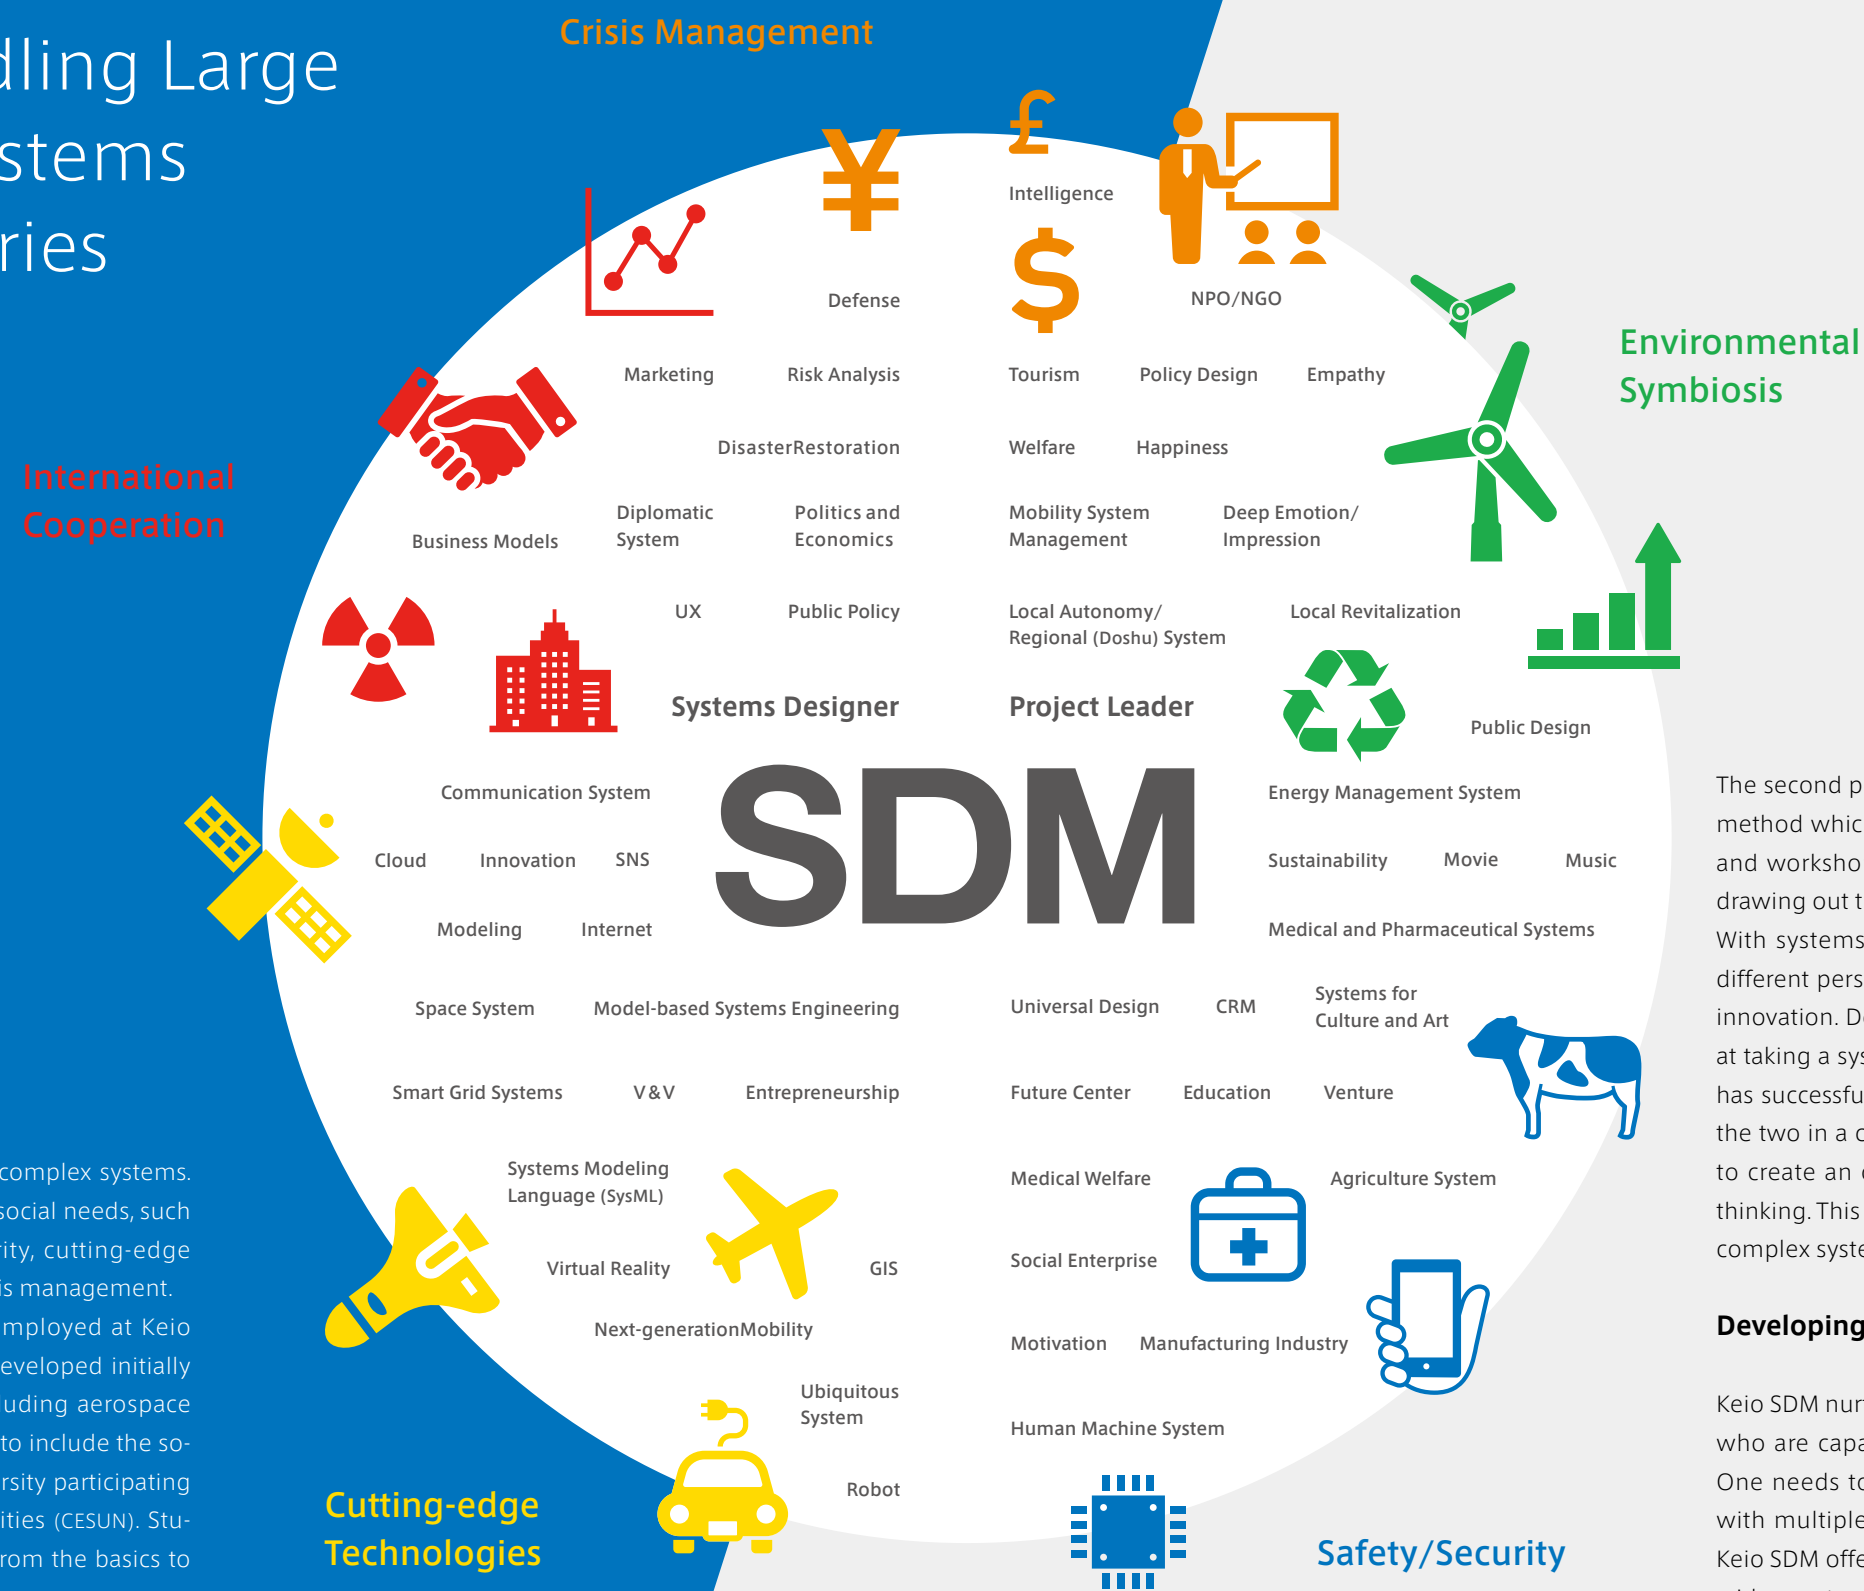 dling Large
stems
ries
Crisis Management
International
Cooperation
Environmental
Symbiosis
Intelligence
Defense
NPO/NGO
Marketing
Risk Analysis
Tourism
Policy Design
Empathy
DisasterRestoration
Welfare
Happiness
Business Models
Diplomatic
System
Politics and
Economics
Mobility System
Management
Deep Emotion/
Impression
UX
Public Policy
Local Autonomy/
Regional (Doshu) System
Local Revitalization
Systems Designer
Project Leader
Public Design
SDM
Communication System
Energy Management System
Cloud
Innovation
SNS
Sustainability
Movie
Music
Modeling
Internet
Medical and Pharmaceutical Systems
Space System
Model-based Systems Engineering
Universal Design
CRM
Systems for
Culture and Art
Smart Grid Systems
V&V
Entrepreneurship
Future Center
Education
Venture
Systems Modeling
Language (SysML)
Medical Welfare
Agriculture System
Virtual Reality
GIS
Social Enterprise
Next-generationMobility
Motivation
Manufacturing Industry
Ubiquitous
System
Human Machine System
Robot
Cutting-edge
Technologies
Safety/Security
complex systems.
social needs, such
rity, cutting-edge
is management.
mployed at Keio
eveloped initially
luding aerospace
to include the so-
rsity participating
ities (CESUN). Stu-
rom the basics to
The second p
method whic
and worksho
drawing out t
With systems
different pers
innovation. D
at taking a sys
has successfu
the two in a c
to create an
thinking. This
complex syste
Developing
Keio SDM nur
who are capa
One needs to
with multiple
Keio SDM offe